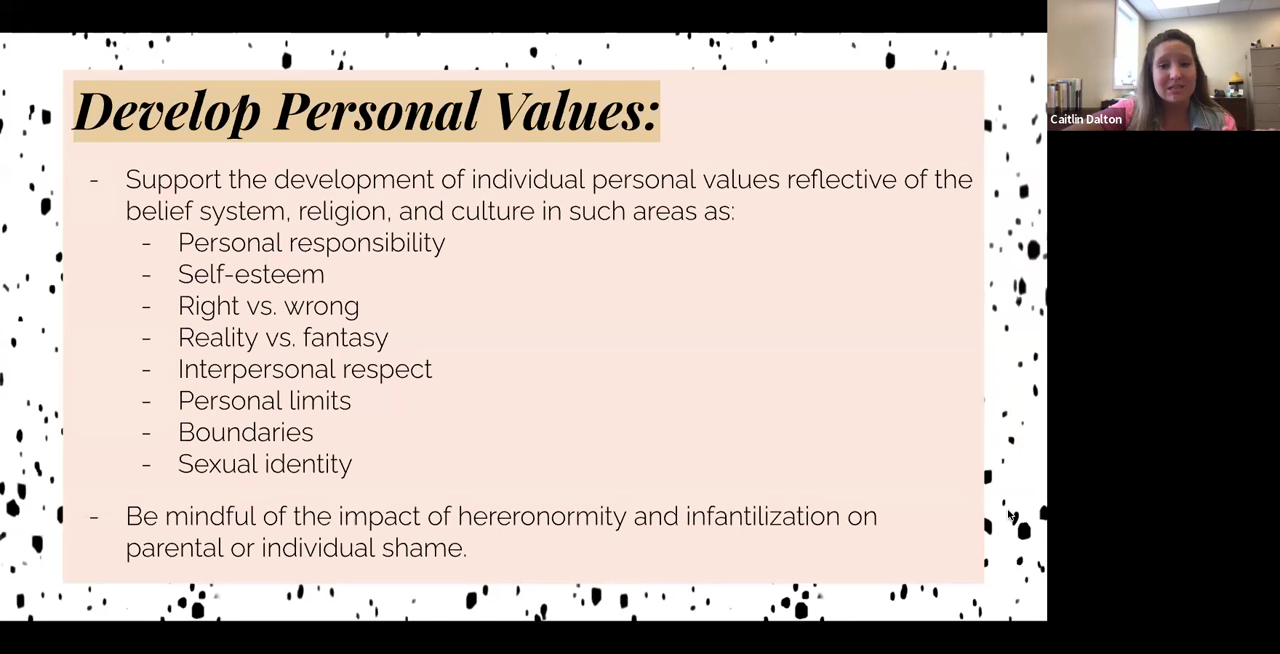 Develop Personal Values:
- Support the development of individual personal values reflective of the
belief system, religion, and culture in such areas as:
- Personal responsibility
- Self-esteem
- Right vs. wrong
- Reality vs. fantasy
- Interpersonal respect
- Personal limits
- Boundaries
- Sexual identity
- Be mindful of the impact of hereronormity and infantilization on
parental or individual shame.
Caitlin Dalton